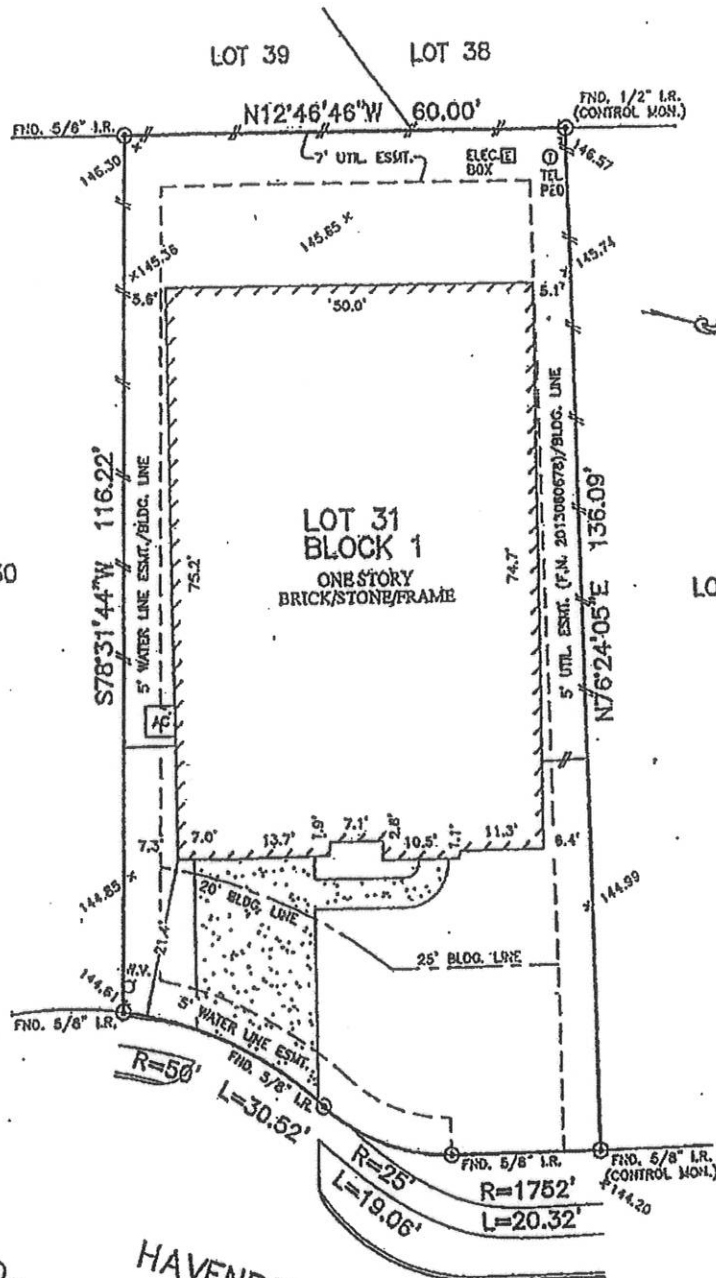 LOT 39
LOT 38
N12°46'46"W 60.00'
FND. 5/8" I.R.
FND. 1/2" I.R.
(CONTROL MON.)
7' UTIL. ESMT.
ELEC. E
BOX
T
TEL
PED
146.30
146.57
145.36
145.65
145.74
5.6'
50.0'
5.1'
S78°31'44"W 116.22'
5' WATER LINE ESMT./BLDG. LINE
75.2'
LOT 31
BLOCK 1
ONE STORY
BRICK/STONE/FRAME
74.7'
5' UTIL. ESMT. (F.N. 2013060678)/BLDG. LINE
N76°24'05"E 136.09'
30
LO
7.3'
7.0'
13.7'
1.9'
7.1'
2.8'
10.5'
1.1'
11.3'
6.4'
144.85
144.99
20' BLDG. LINE
21.4'
25' BLDG. LINE
144.61
5' WATER LINE ESMT.
FND. 5/8" I.R.
FND. 5/8" I.R.
R=50'
L=30.52'
FND. 5/8" I.R.
FND. 5/8" I.R.
(CONTROL MON.)
R=25'
L=19.06'
R=1752'
L=20.32'
144.20